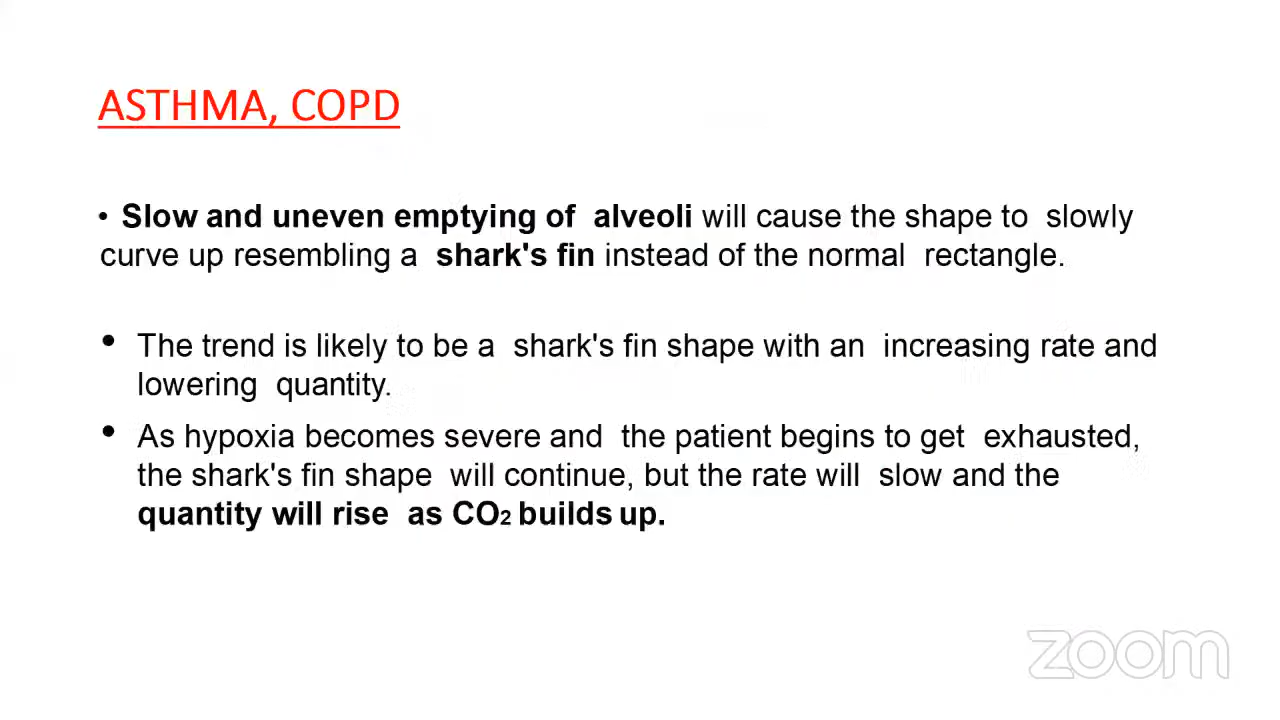 ASTHMA, COPD
• Slow and uneven emptying of alveoli will cause the shape to slowly
curve up resembling a shark's fin instead of the normal rectangle.
• The trend is likely to be a shark's fin shape with an increasing rate and
lowering quantity.
• As hypoxia becomes severe and the patient begins to get exhausted,
the shark's fin shape will continue, but the rate will slow and the
quantity will rise as CO₂ builds up.
zoom